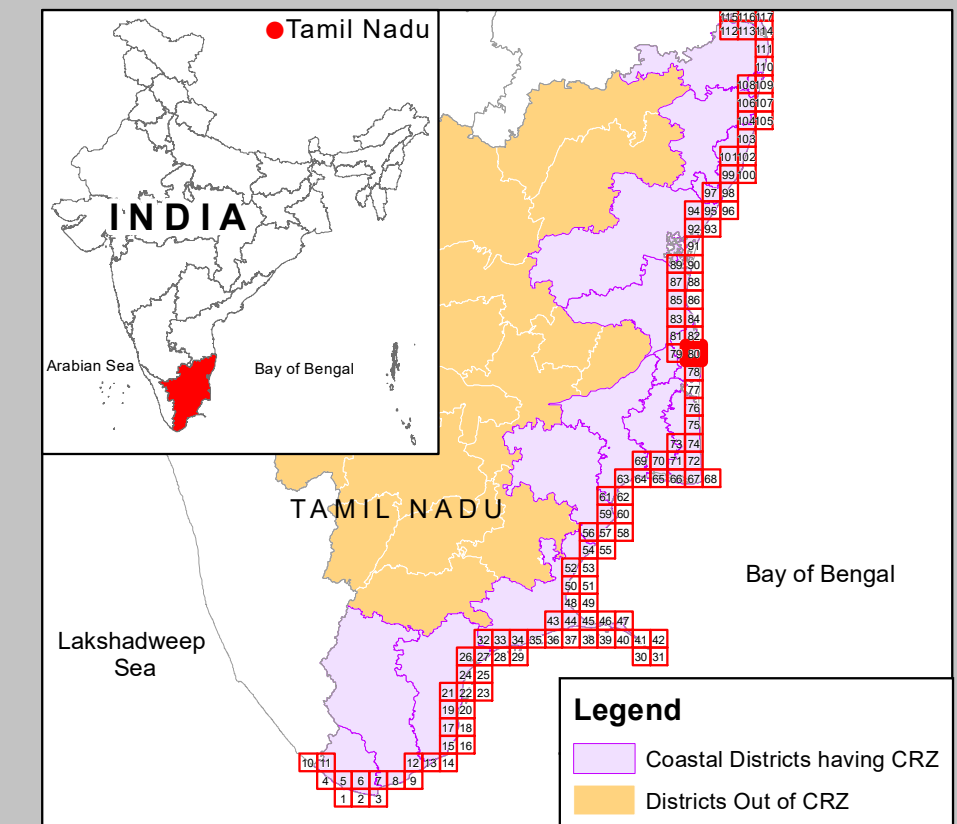 Tamil Nadu
INDIA
Arabian Sea
Bay of Bengal
115 116 117
112 113 114
111
110
108 109
106 107
104 105
103
101 102
99 100
97 98
94 95 96
92 93
91
89 90
87 88
85 86
83 84
81 82
79 80
78
77
76
75
73 74
69 70 71 72
63 64 65 66 67 68
61 62
TAMIL NADU
59 60
56 57 58
54 55
52 53
Bay of Bengal
50 51
48 49
43 44 45 46 47
Lakshadweep
Sea
32 33 34 35 36 37 38 39 40 41 42
26 27 28 29 30 31
24 25
21 22 23
19 20
17 18
15 16
10 11 12 13 14
4 5 6 7 8 9
1 2 3
Legend
Coastal Districts having CRZ
Districts Out of CRZ